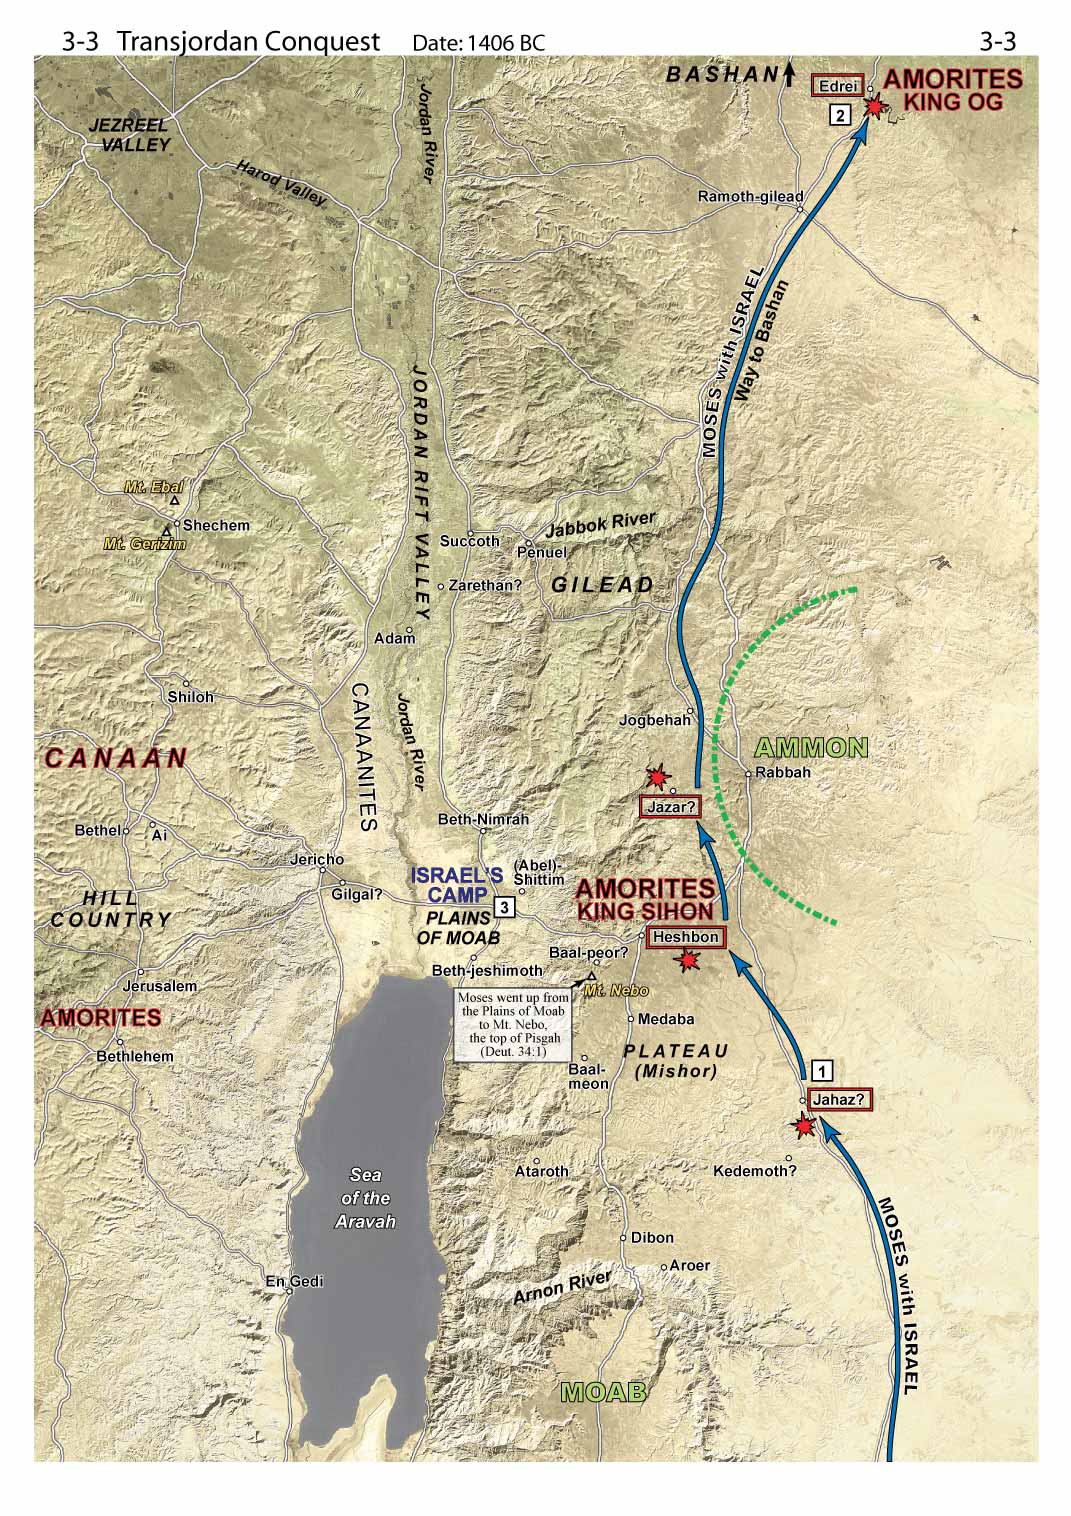 3-3 Transjordan Conquest Date: 1406 BC 3-3
BASHAN
Edrei
AMORITES
KING OG
2
JEZREEL
VALLEY
Jordan River
Harod Valley
Ramoth-gilead
MOSES with ISRAEL
Way to Bashan
JORDAN RIFT VALLEY
Mt. Ebal
Shechem
Mt. Gerizim
Succoth
Jabbok River
Penuel
GILEAD
Zarethan?
Adam
Shiloh
CANAANITES
Jordan River
Jogbehah
CANAAN
AMMON
Rabbah
Jazar?
Beth-Nimrah
Bethel
Ai
Jericho
Gilgal?
ISRAEL'S
CAMP
(Abel)-
Shittim
3
PLAINS
OF MOAB
AMORITES
KING SIHON
HILL
COUNTRY
Heshbon
Baal-peor?
Beth-jeshimoth
Jerusalem
Mt. Nebo
Moses went up from
the Plains of Moab
to Mt. Nebo,
the top of Pisgah
(Deut. 34:1)
AMORITES
Medaba
Bethlehem
PLATEAU
(Mishor)
Baal-
meon
1
Jahaz?
Ataroth
Kedemoth?
Sea
of the
Aravah
MOSES with ISRAEL
Dibon
Aroer
En Gedi
Arnon River
MOAB